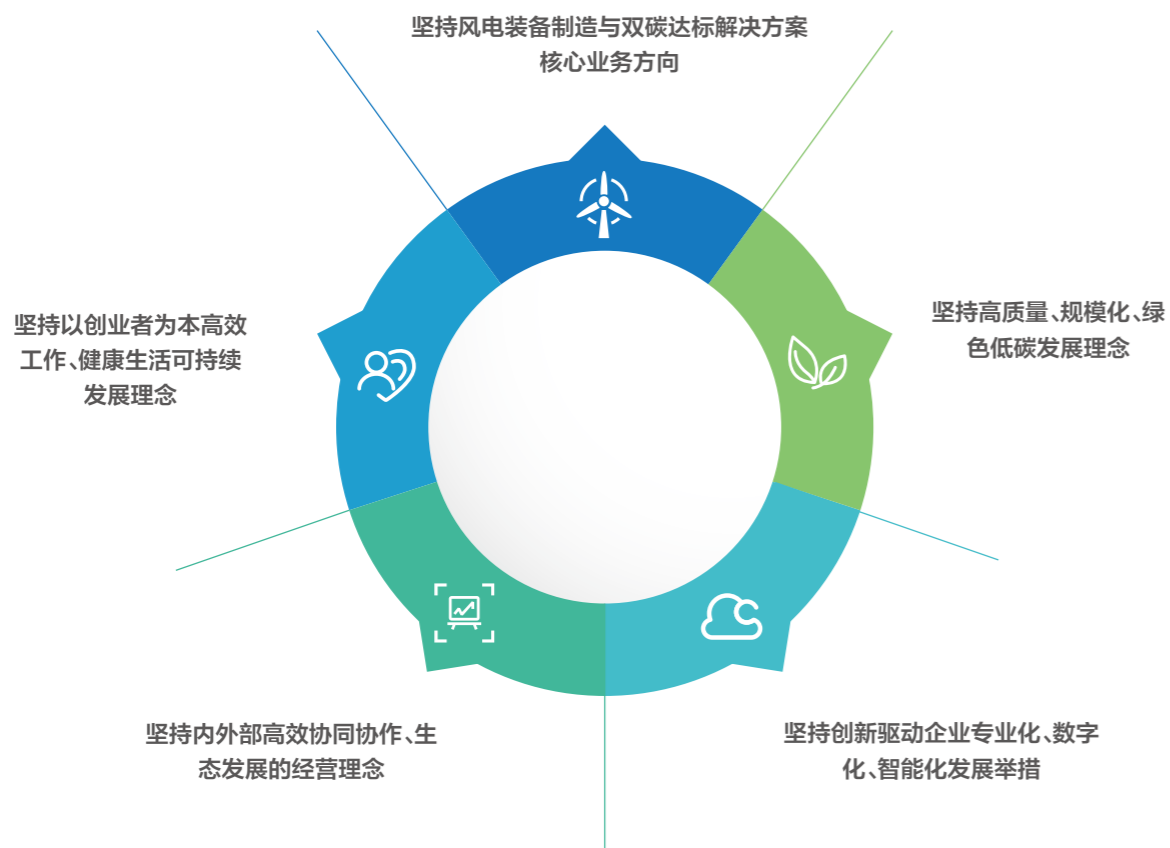 坚持风电装备制造与双碳达标解决方案
核心业务方向
坚持以创业者为本高效
工作、健康生活可持续
发展理念
坚持高质量、规模化、绿
色低碳发展理念
坚持内外部高效协同协作、生
态发展的经营理念
坚持创新驱动企业专业化、数字
化、智能化发展举措